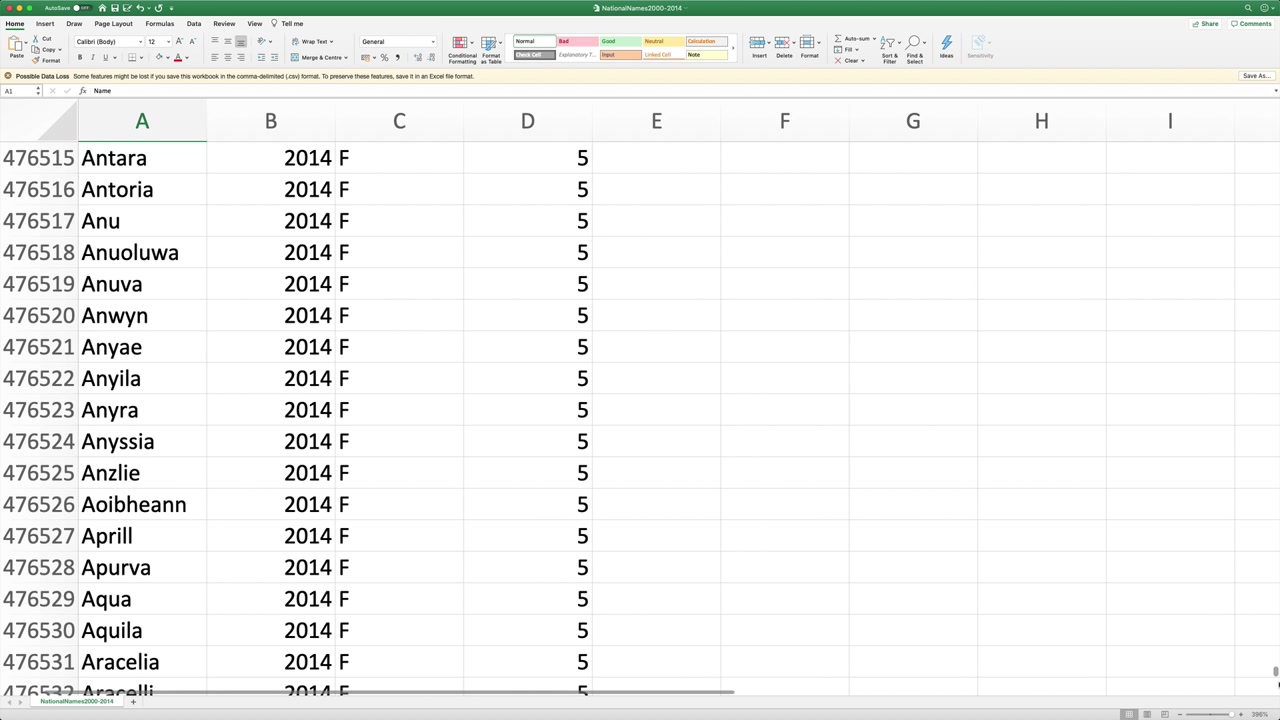 AutoSave OFF NationalNames2000-2014
Home Insert Draw Page Layout Formulas Data Review View Tell me Share Comments
Paste Cut Copy Format Calibri (Body) 12 Wrap Text Merge & Centre General Conditional Formatting Format as Table Normal Bad Good Neutral Calculation Check Cell Explanatory T... Input Linked Cell Note Insert Delete Format Auto-sum Fill Clear Sort & Filter Find & Select Ideas Sensitivity
Possible Data Loss Some features might be lost if you save this workbook in the comma-delimited (.csv) format. To preserve these features, save it in an Excel file format. Save As...
A1 fx Name
A B C D E F G H I
476515 Antara 2014 F 5
476516 Antoria 2014 F 5
476517 Anu 2014 F 5
476518 Anuoluwa 2014 F 5
476519 Anuva 2014 F 5
476520 Anwyn 2014 F 5
476521 Anyae 2014 F 5
476522 Anyila 2014 F 5
476523 Anyra 2014 F 5
476524 Anyssia 2014 F 5
476525 Anzlie 2014 F 5
476526 Aoibheann 2014 F 5
476527 Aprill 2014 F 5
476528 Apurva 2014 F 5
476529 Aqua 2014 F 5
476530 Aquila 2014 F 5
476531 Aracelia 2014 F 5
476532 Aracelli 2014 F 5
NationalNames2000-2014
396%